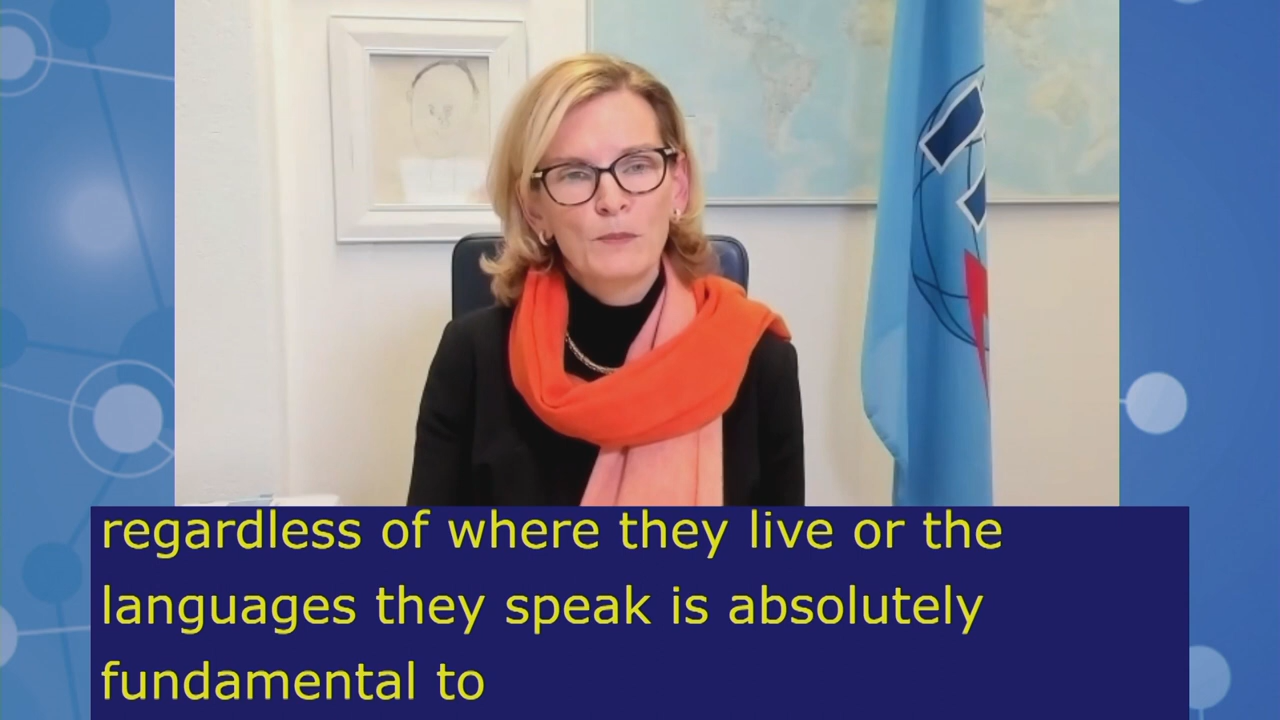 regardless of where they live or the
languages they speak is absolutely
fundamental to